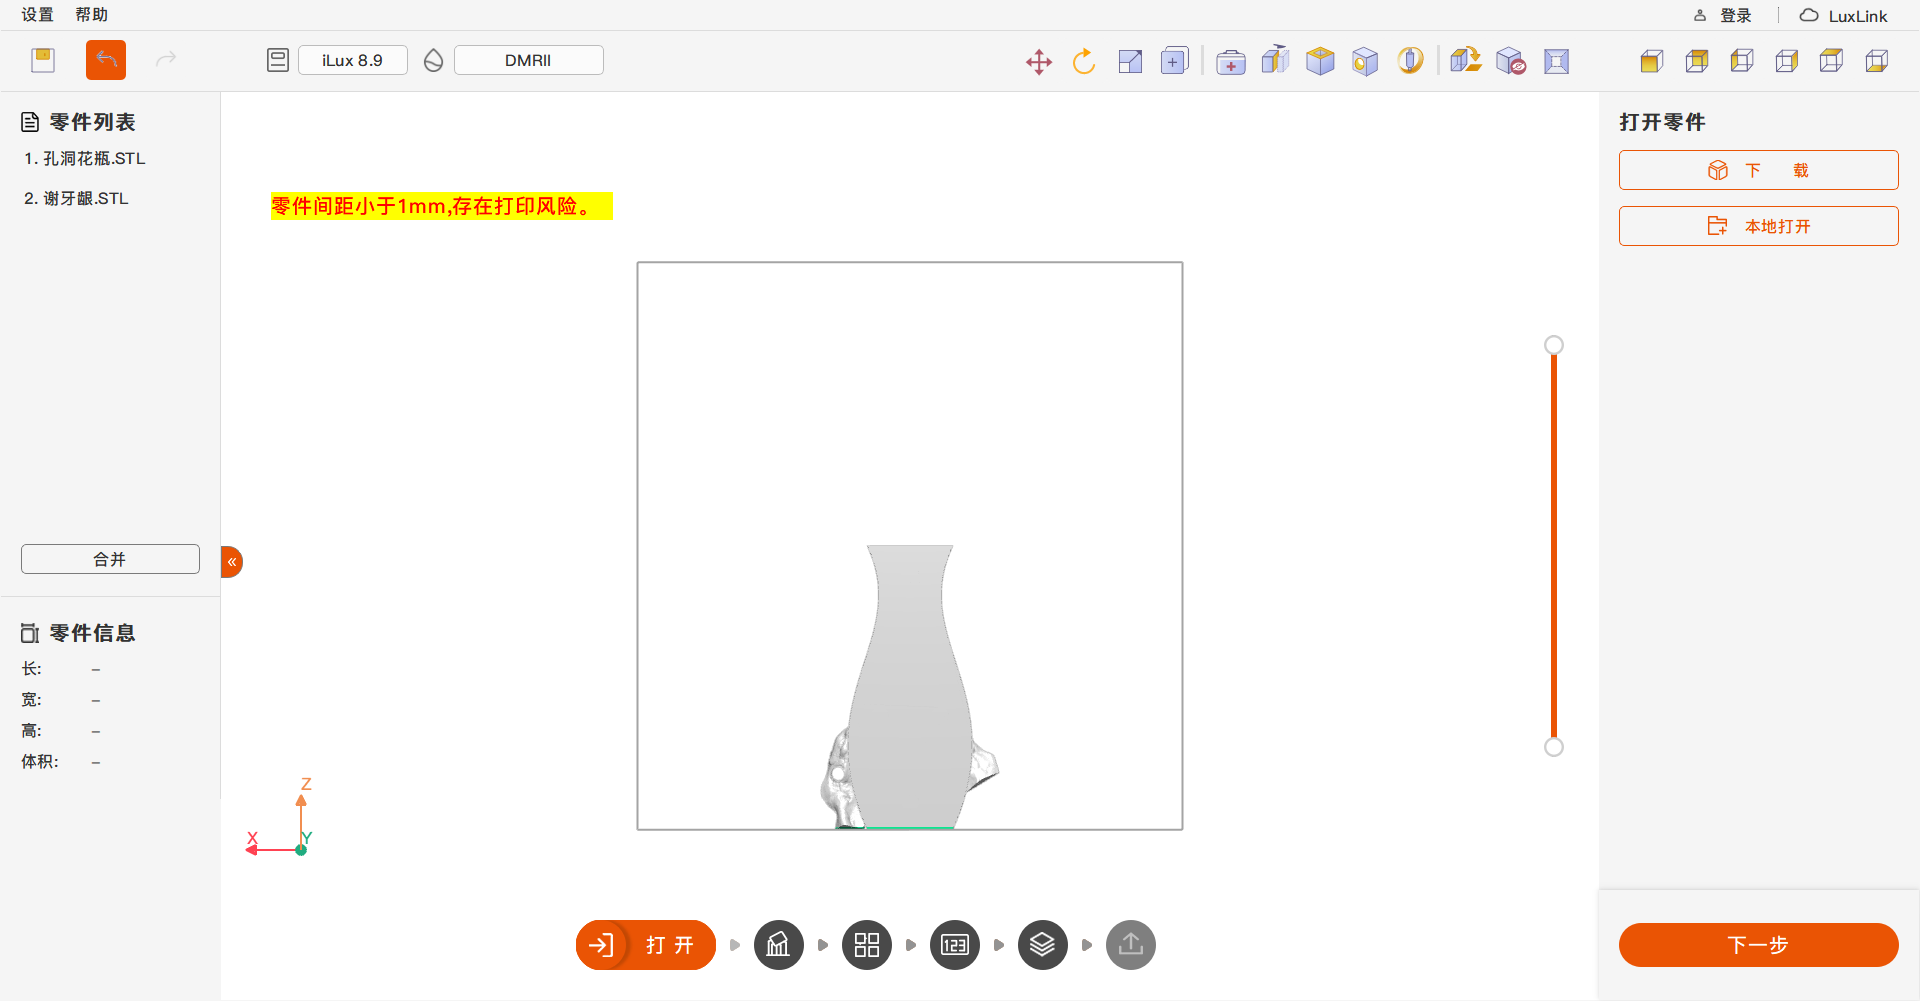 设置 帮助 登录 LuxLink
iLux 8.9 DMRII
零件列表
1. 孔洞花瓶.STL
2. 谢牙龈.STL
合并
«
零件信息
长: –
宽: –
高: –
体积: –
零件间距小于1mm,存在打印风险。
Z
X Y
打开 123
打开零件
下 载
本地打开
下一步